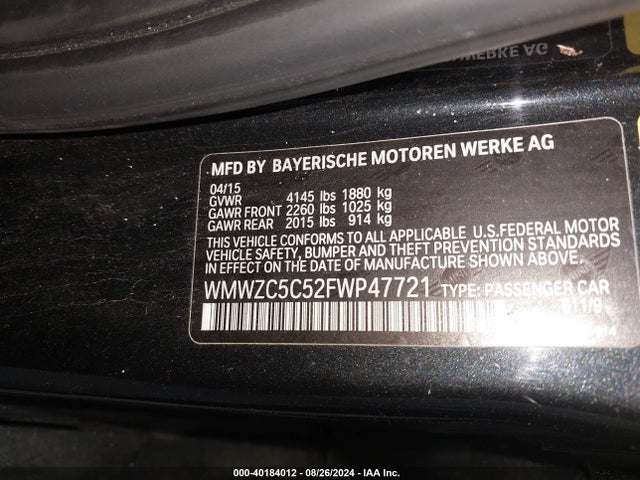 WERKE AG
MFD BY BAYERISCHE MOTOREN WERKE AG
04/15
GVWR 4145 lbs 1880 kg
GAWR FRONT 2260 lbs 1025 kg
GAWR REAR 2015 lbs 914 kg
THIS VEHICLE CONFORMS TO ALL APPLICABLE U.S.FEDERAL MOTOR
VEHICLE SAFETY, BUMPER AND THEFT PREVENTION STANDARDS
IN EFFECT ON THE DATE OF MANUFACTURE SHOWN ABOVE.
WMWZC5C52FWP47721 TYPE: PASSENGER CAR
000-40184012 - 08/26/2024 - IAA Inc.